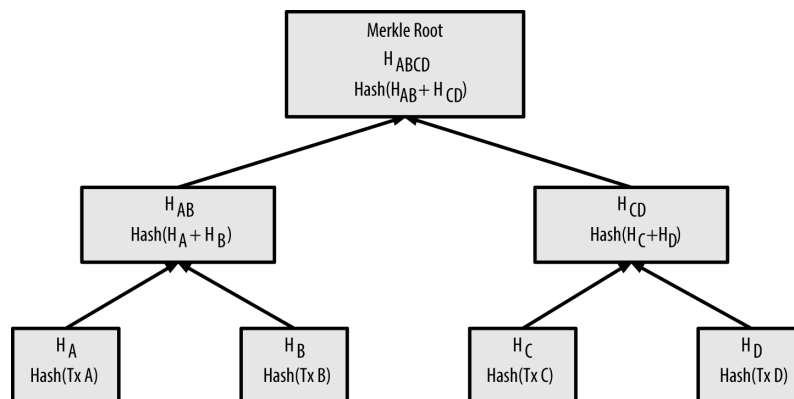 Merkle Root
H ABCD
Hash(H AB + H CD)
H AB
Hash(H A + H B)
H CD
Hash(H C+H D)
H A
Hash(Tx A)
H B
Hash(Tx B)
H C
Hash(Tx C)
H D
Hash(Tx D)